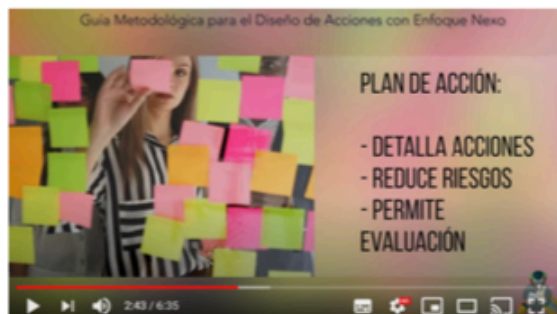 Guía Metodológica para el Diseño de Acciones con Enfoque Nexo
PLAN DE ACCIÓN:
- DETALLA ACCIONES
- REDUCE RIESGOS
- PERMITE
EVALUACIÓN
2:43 / 6:35